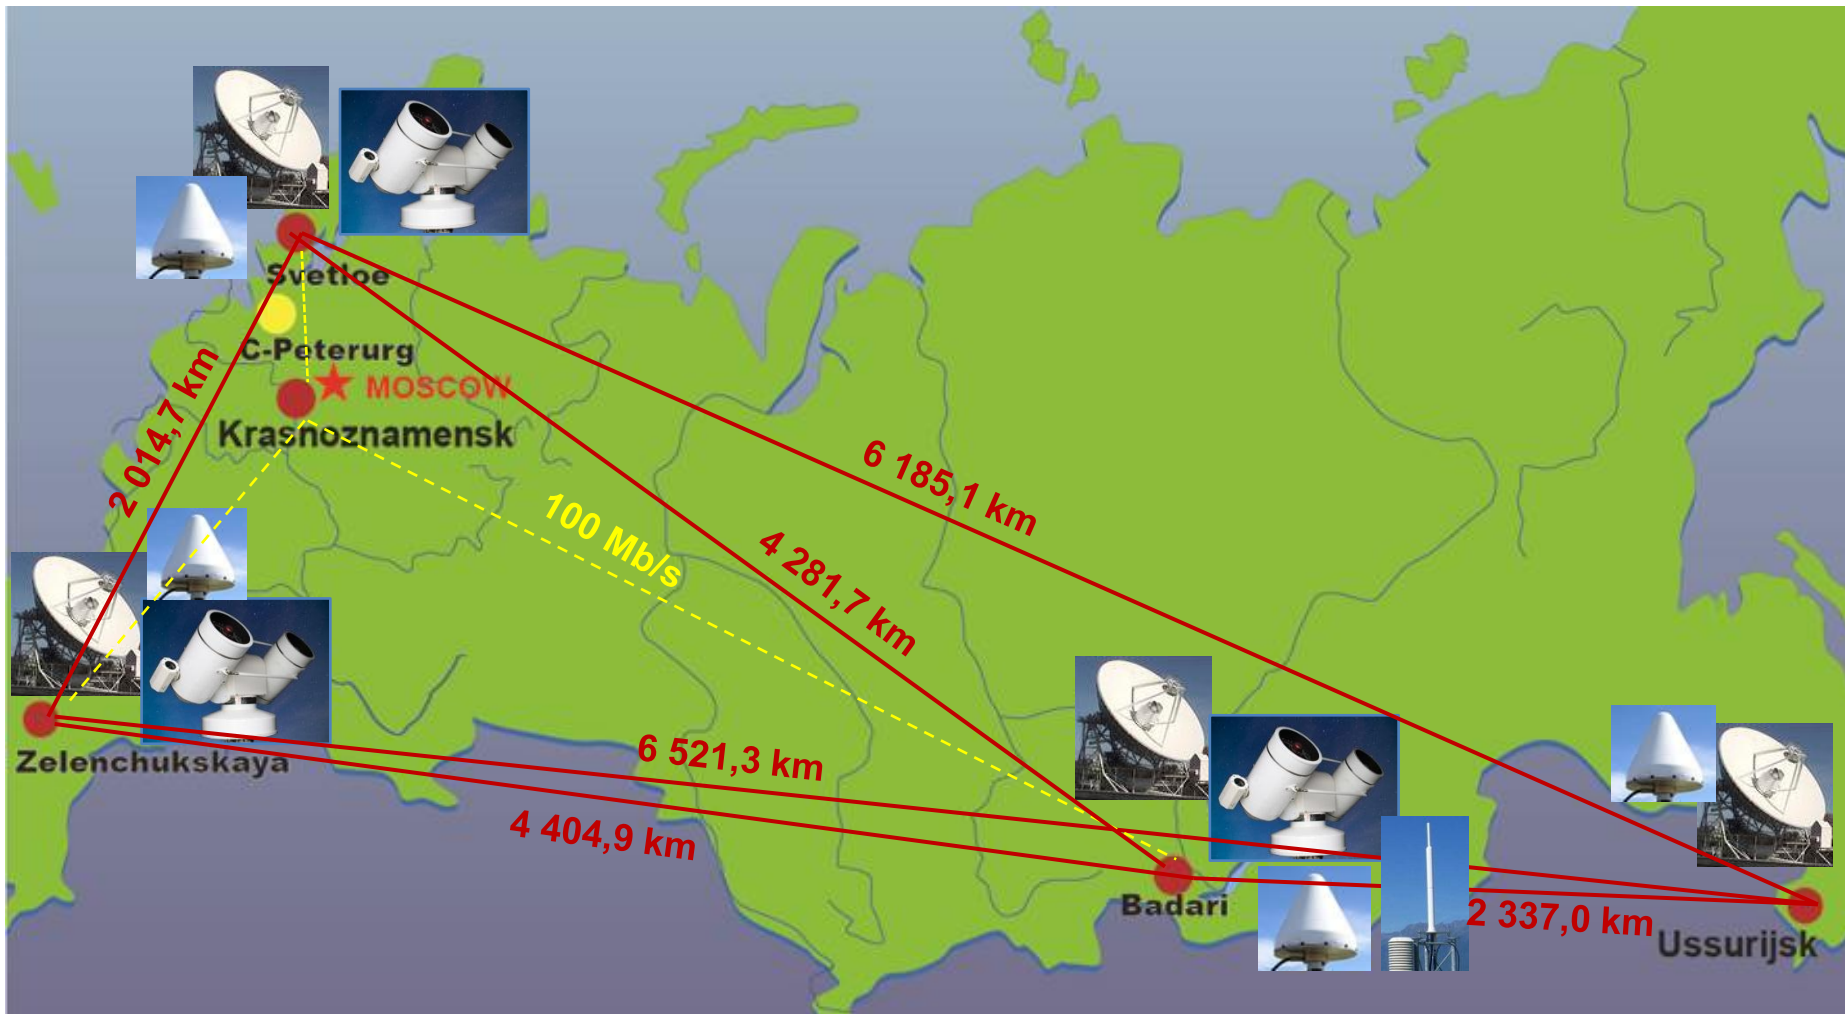 Svetloe
C-Peterurg
MOSCOW
Krasnoznamensk
2 014,7 km
6 185,1 km
100 Mb/s
4 281,7 km
6 521,3 km
Zelenchukskaya
4 404,9 km
Badari
2 337,0 km
Ussurijsk